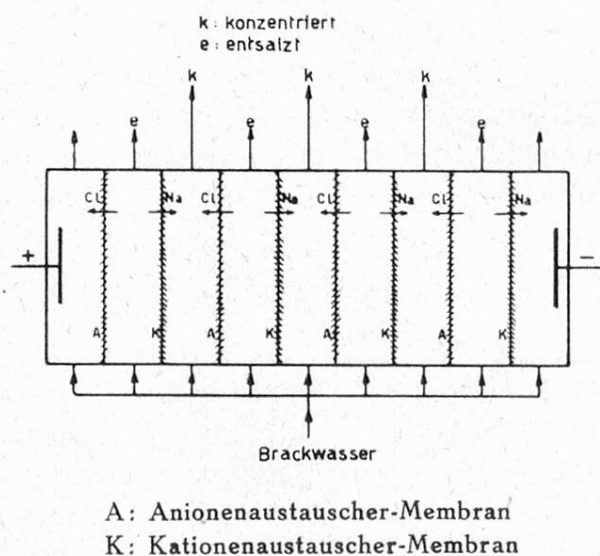 k : konzentriert
e : entsalzt
k k k
e e e e
Cl Na Cl Na Cl Na Cl Na
+ −
A K A K A K A K
Brackwasser
A: Anionenaustauscher-Membran
K: Kationenaustauscher-Membran